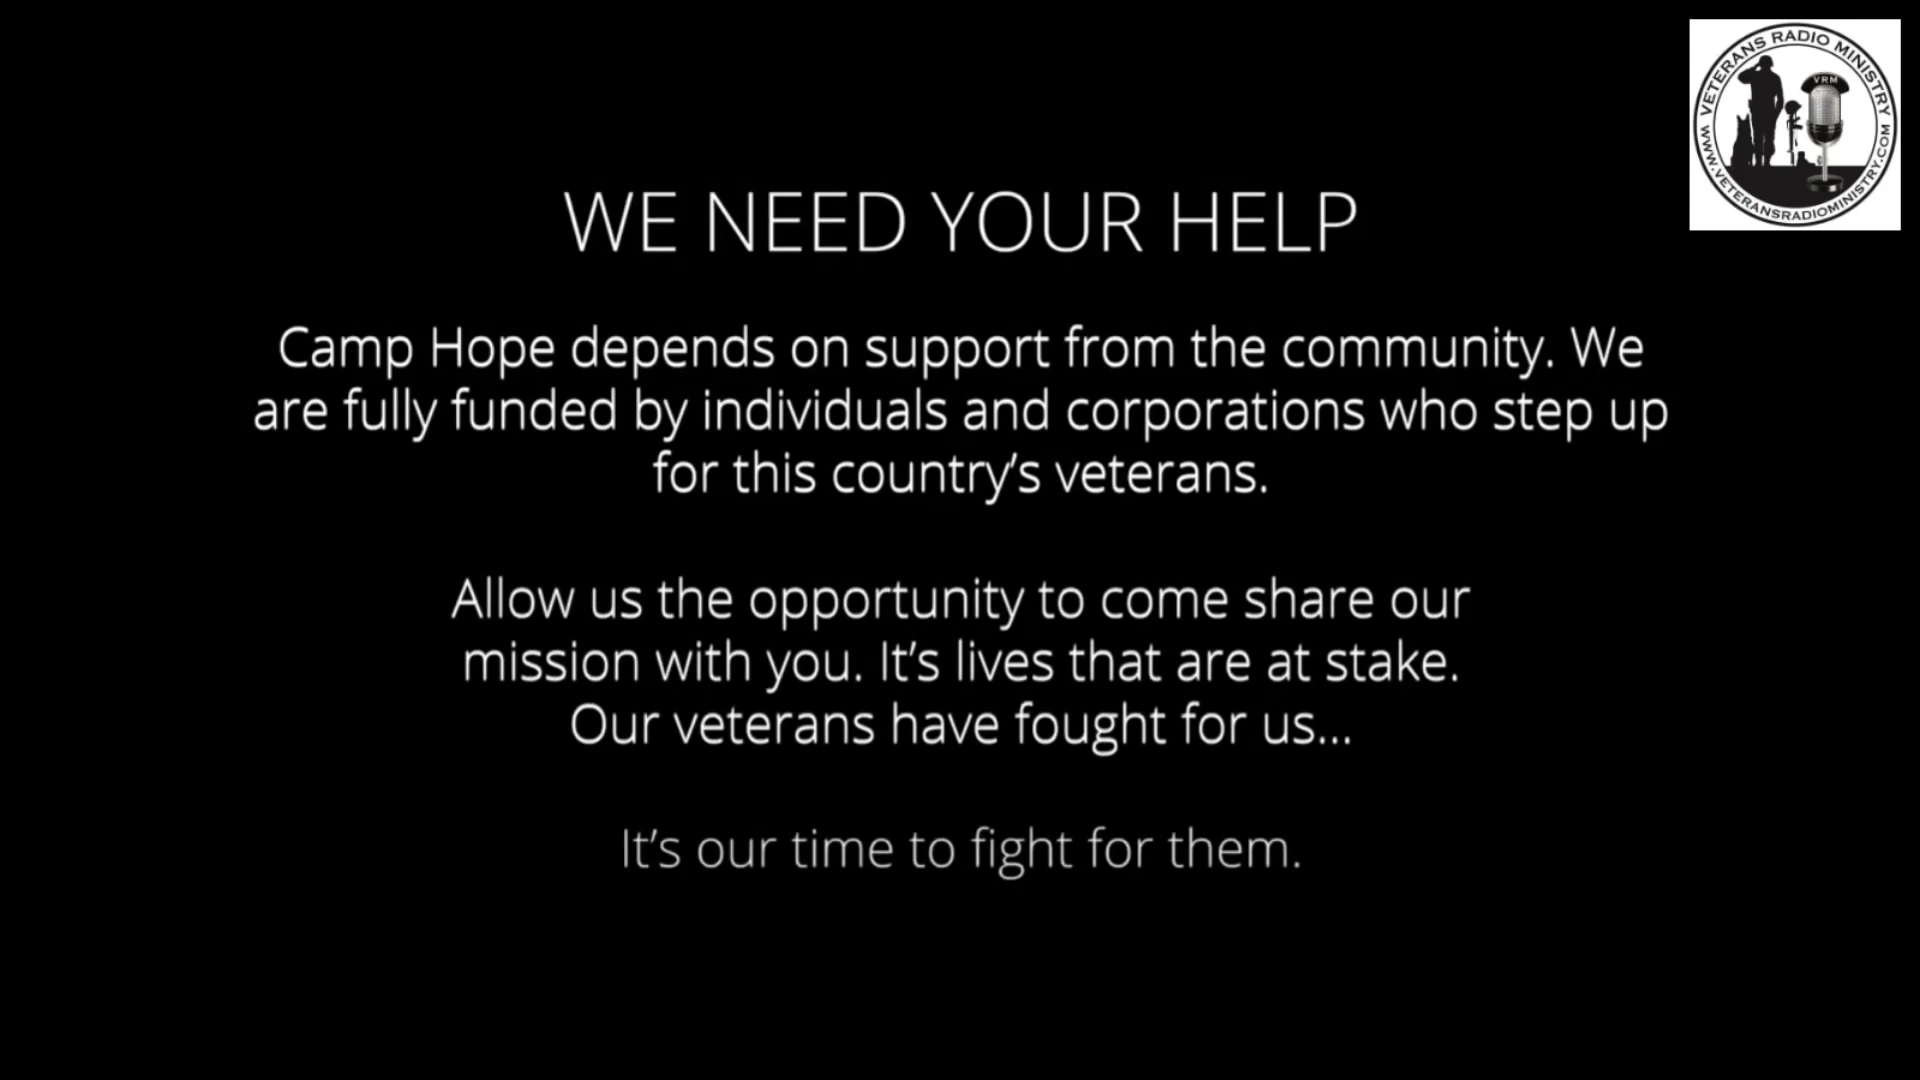 VETERANS RADIO MINISTRY
VRM
WWW.VETERANSRADIOMINISTRY.COM
WE NEED YOUR HELP
Camp Hope depends on support from the community. We
are fully funded by individuals and corporations who step up
for this country’s veterans.
Allow us the opportunity to come share our
mission with you. It’s lives that are at stake.
Our veterans have fought for us...
It’s our time to fight for them.